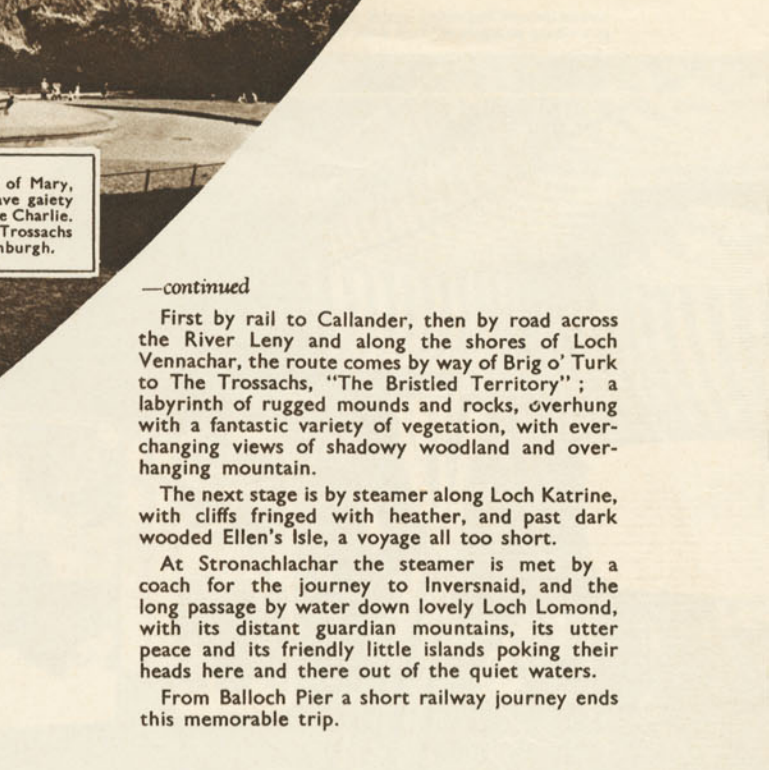 of Mary,
gaiety
Charlie.
Trossachs
—continued
First by rail to Callander, then by road across
the River Leny and along the shores of Loch
Vennachar, the route comes by way of Brig o' Turk
to The Trossachs, "The Bristled Territory" ; a
labyrinth of rugged mounds and rocks, overhung
with a fantastic variety of vegetation, with ever-
changing views of shadowy woodland and over-
hanging mountain.
The next stage is by steamer along Loch Katrine,
with cliffs fringed with heather, and past dark
wooded Ellen's Isle, a voyage all too short.
At Stronachlachar the steamer is met by a
coach for the journey to Inversnaid, and the
long passage by water down lovely Loch Lomond,
with its distant guardian mountains, its utter
peace and its friendly little islands poking their
heads here and there out of the quiet waters.
From Balloch Pier a short railway journey ends
this memorable trip.